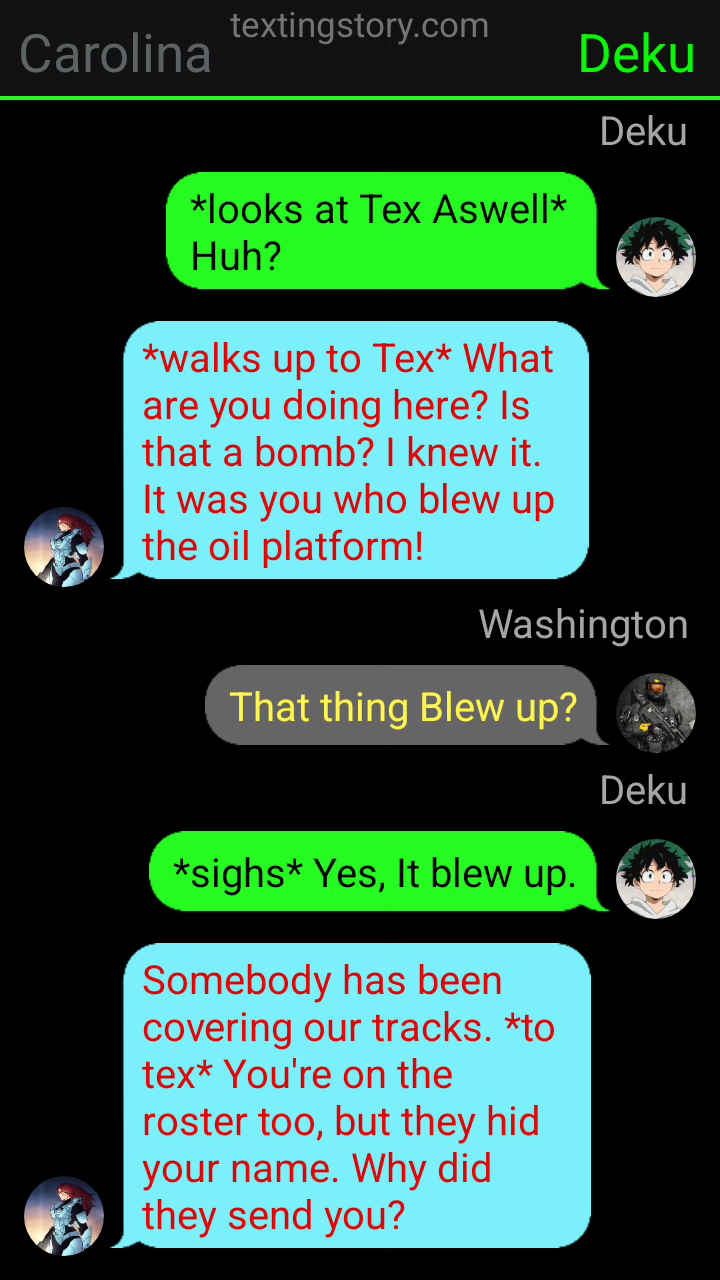 textingstory.com
Carolina
Deku
Deku
*looks at Tex Aswell*
Huh?
*walks up to Tex* What
are you doing here? Is
that a bomb? I knew it.
It was you who blew up
the oil platform!
Washington
That thing Blew up?
Deku
*sighs* Yes, It blew up.
Somebody has been
covering our tracks. *to
tex* You're on the
roster too, but they hid
your name. Why did
they send you?